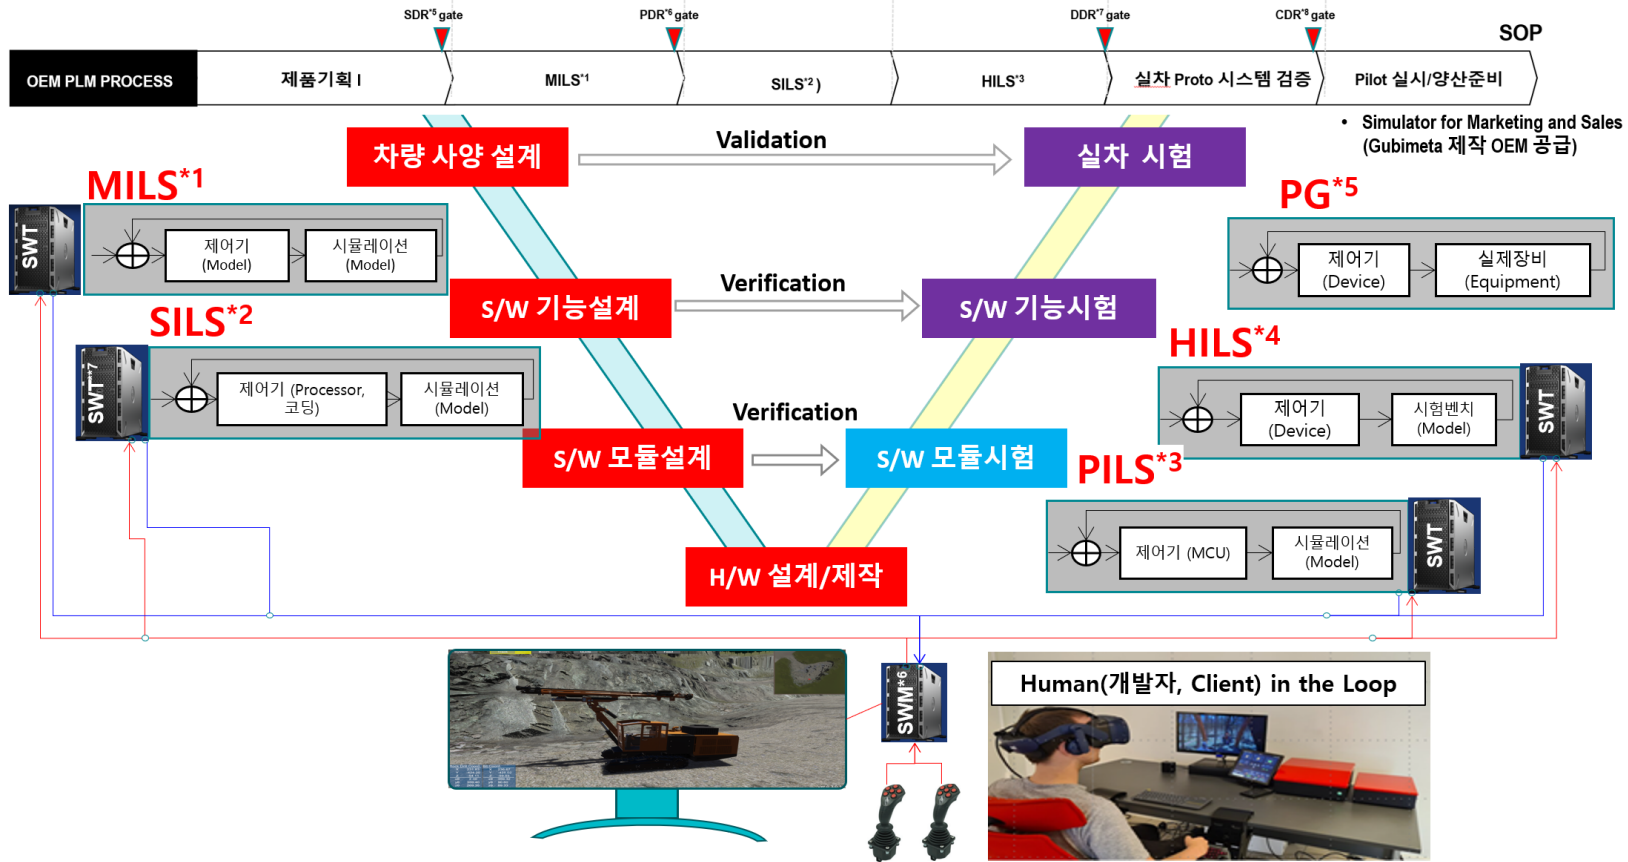 SDR*5 gate
PDR*6 gate
DDR*7 gate
CDR*8 gate
SOP
OEM PLM PROCESS
제품기획 I
MILS*1
SILS*2)
HILS*3
실차 Proto 시스템 검증
Pilot 실시/양산준비
• Simulator for Marketing and Sales
(Gubimeta 제작 OEM 공급)
차량 사양 설계
Validation
실차 시험
MILS*1
SWT
제어기
(Model)
시뮬레이션
(Model)
PG*5
제어기
(Device)
실제장비
(Equipment)
S/W 기능설계
Verification
S/W 기능시험
SILS*2
SWT**7
제어기 (Processor,
코딩)
시뮬레이션
(Model)
HILS*4
제어기
(Device)
시험벤치
(Model)
SWT
S/W 모듈설계
Verification
S/W 모듈시험
PILS*3
제어기 (MCU)
시뮬레이션
(Model)
SWT
H/W 설계/제작
SWM*6
Human(개발자, Client) in the Loop